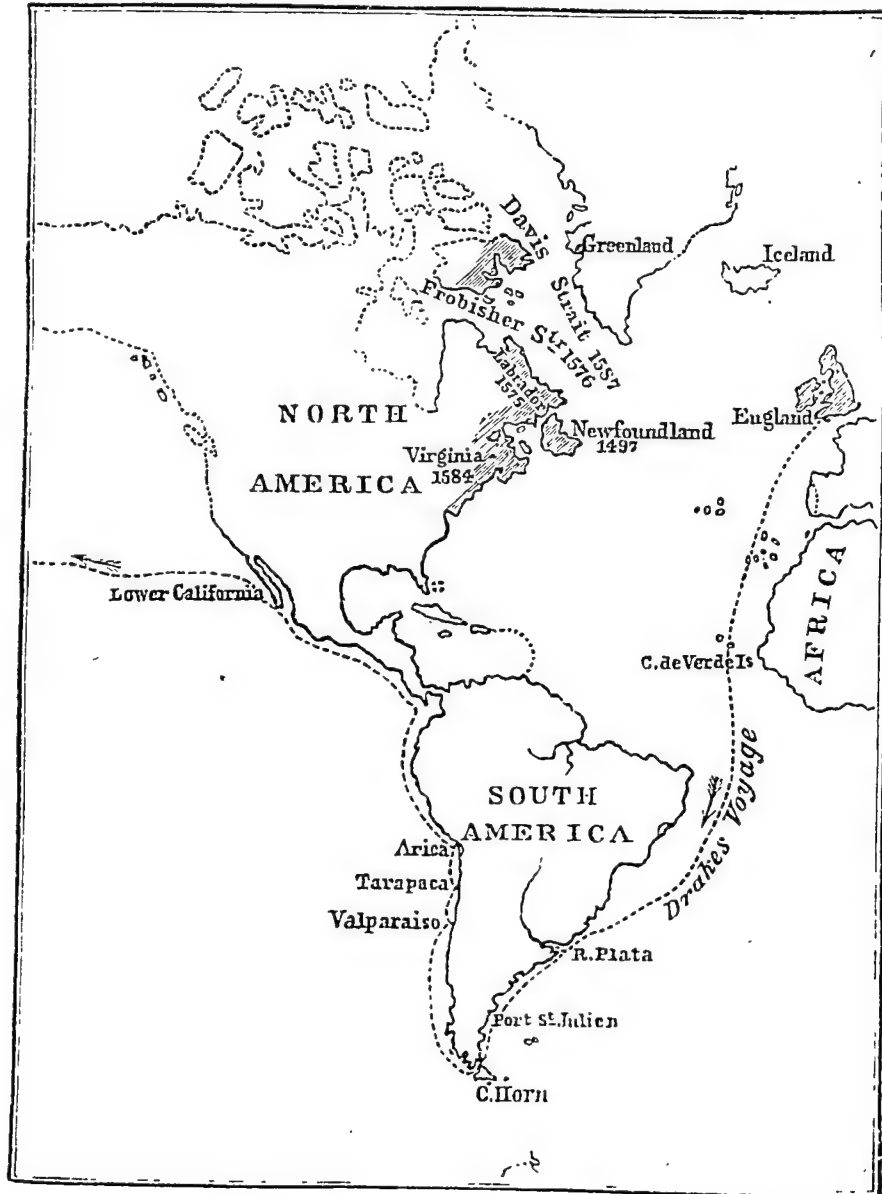 Davis Strait 1587
Greenland
Iceland
Frobisher Str 1576
Labrador
1575
England
NORTH
AMERICA
Newfoundland
1497
Virginia
1584
Lower California
AFRICA
C. de Verde Is
Drakes Voyage
SOUTH
AMERICA
Arica
Tarapaca
Valparaiso
R. Plata
Port St. Julien
C. Horn